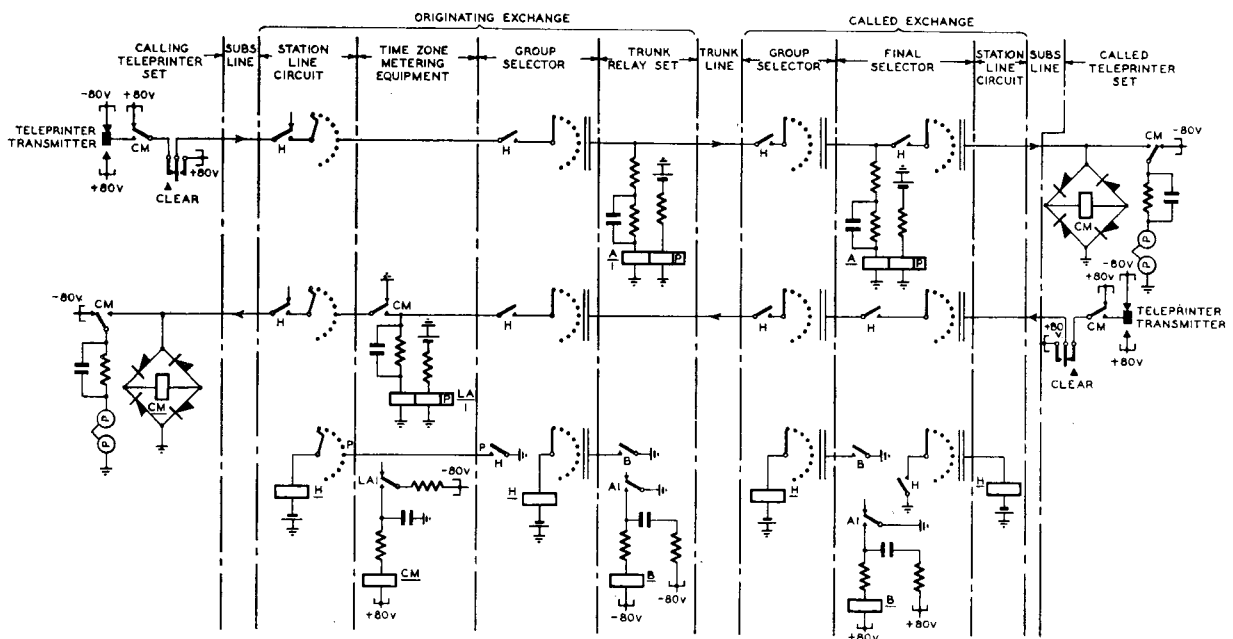 ORIGINATING EXCHANGE
CALLED EXCHANGE
CALLING TELEPRINTER SET
SUBS LINE
STATION LINE CIRCUIT
TIME ZONE METERING EQUIPMENT
GROUP SELECTOR
TRUNK RELAY SET
TRUNK LINE
GROUP SELECTOR
FINAL SELECTOR
STATION LINE CIRCUIT
SUBS LINE
CALLED TELEPRINTER SET
-80V
+80V
TELEPRINTER TRANSMITTER
CM
+80V
+80V
CLEAR
H
H
H
H
CM
-80V
A
1
P
A
P
CM
P
P
-80V
CM
H
CM
H
H
H
+80V
+80V
CM
-80V
TELEPRINTER TRANSMITTER
+80V
CLEAR
CM
P
P
P
LA
1
P
P
H
B
B
H
LA1
-80V
H
H
A1
H
H
H
A1
CM
+80V
B
-80V
-80V
B
+80V
+80V